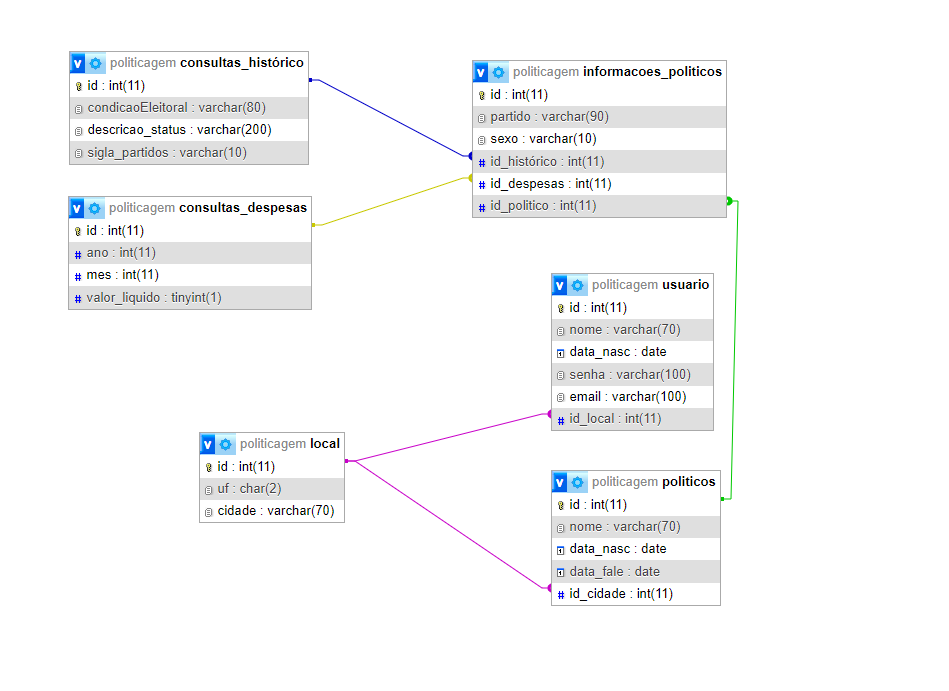 politicagem consultas_histórico
id : int(11)
condicaoEleitoral : varchar(80)
descricao_status : varchar(200)
sigla_partidos : varchar(10)
politicagem informacoes_politicos
id : int(11)
partido : varchar(90)
sexo : varchar(10)
id_histórico : int(11)
id_despesas : int(11)
id_politico : int(11)
politicagem consultas_despesas
id : int(11)
ano : int(11)
mes : int(11)
valor_liquido : tinyint(1)
politicagem usuario
id : int(11)
nome : varchar(70)
data_nasc : date
senha : varchar(100)
email : varchar(100)
id_local : int(11)
politicagem local
id : int(11)
uf : char(2)
cidade : varchar(70)
politicagem politicos
id : int(11)
nome : varchar(70)
data_nasc : date
data_fale : date
id_cidade : int(11)